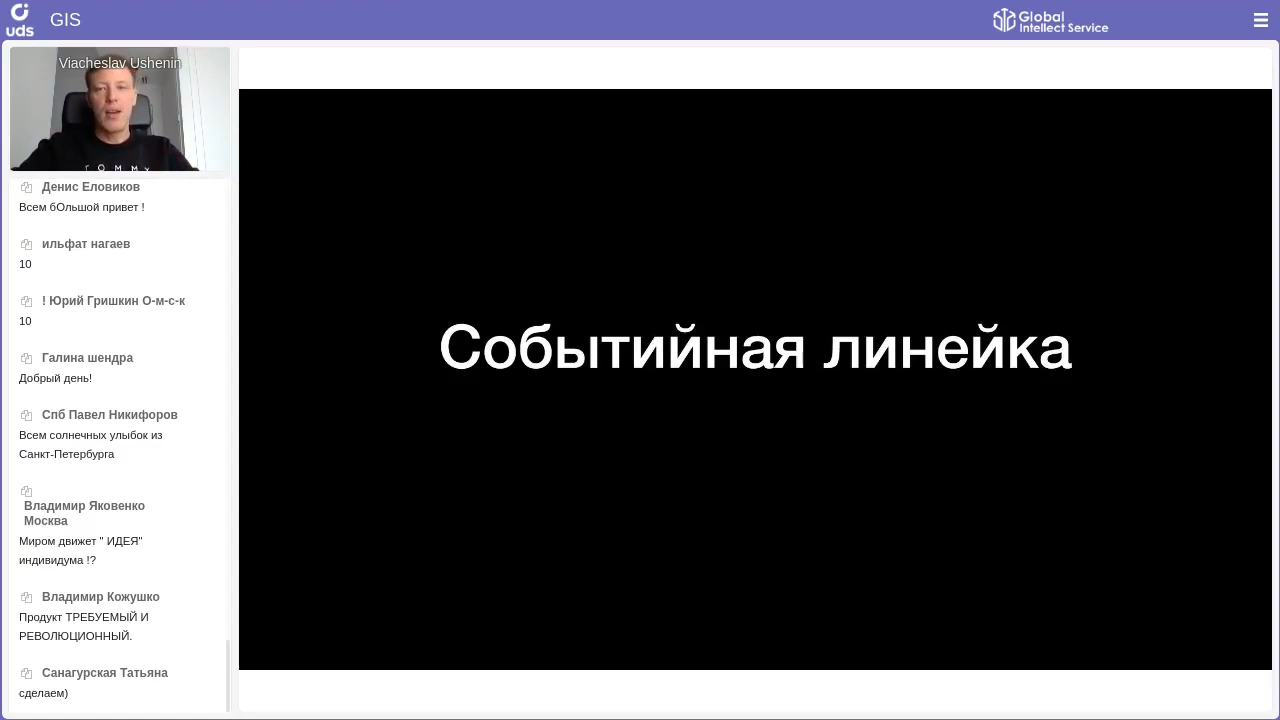 uds
GIS
Global
Intellect Service
Viacheslav Ushenin
TOMMY
Денис Еловиков
Всем бОльшой привет !
ильфат нагаев
10
! Юрий Гришкин О-м-с-к
10
Галина шендра
Добрый день!
Спб Павел Никифоров
Всем солнечных улыбок из
Санкт-Петербурга
Владимир Яковенко
Москва
Миром движет " ИДЕЯ"
индивидума !?
Владимир Кожушко
Продукт ТРЕБУЕМЫЙ И
РЕВОЛЮЦИОННЫЙ.
Санагурская Татьяна
сделаем)
Событийная линейка